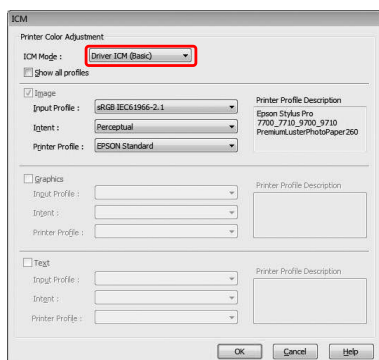 ICM
Printer Color Adjustment
ICM Mode : Driver ICM (Basic)
Show all profiles
Image
Input Profile : sRGB IEC61966-2.1
Intent : Perceptual
Printer Profile : EPSON Standard
Printer Profile Description
Epson Stylus Pro
7700_7710_9700_9710
PremiumLusterPhotoPaper260
Graphics
Input Profile :
Intent :
Printer Profile :
Printer Profile Description
Text
Input Profile :
Intent :
Printer Profile :
Printer Profile Description
OK Cancel Help